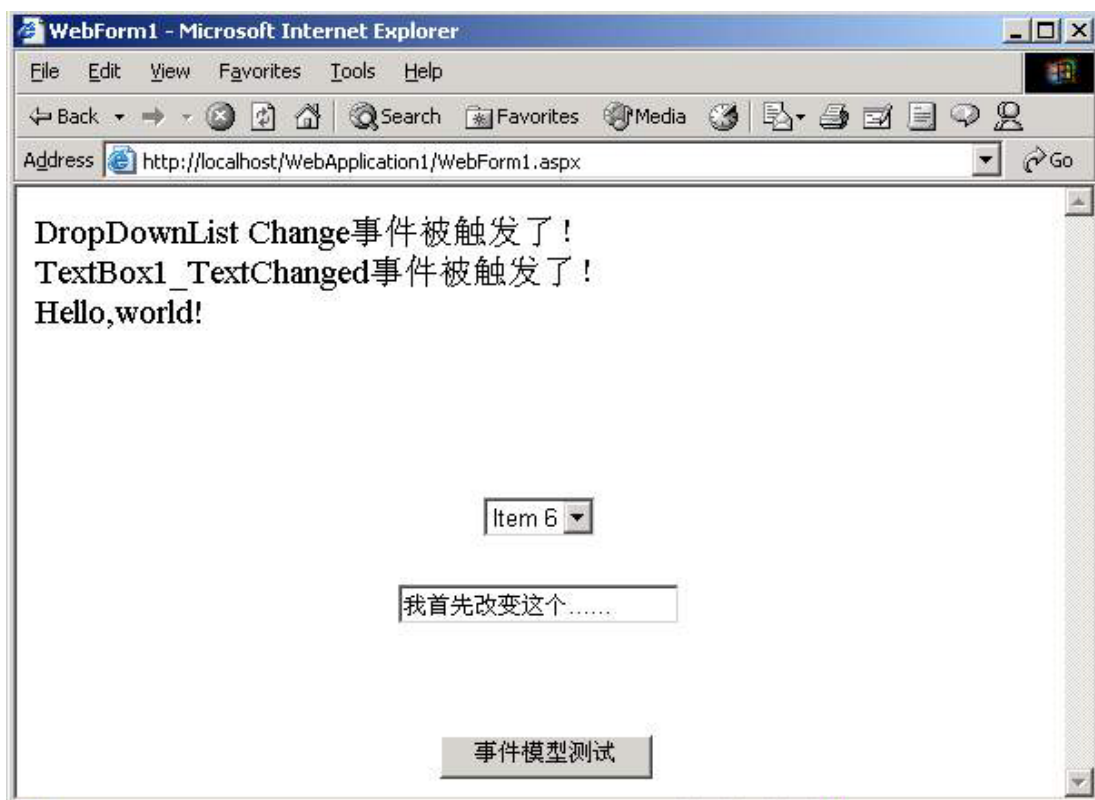 WebForm1 - Microsoft Internet Explorer
File Edit View Favorites Tools Help
Back Search Favorites Media
Address http://localhost/WebApplication1/WebForm1.aspx Go
DropDownList Change事件被触发了！
TextBox1_TextChanged事件被触发了！
Hello,world!
Item 6
我首先改变这个……
事件模型测试